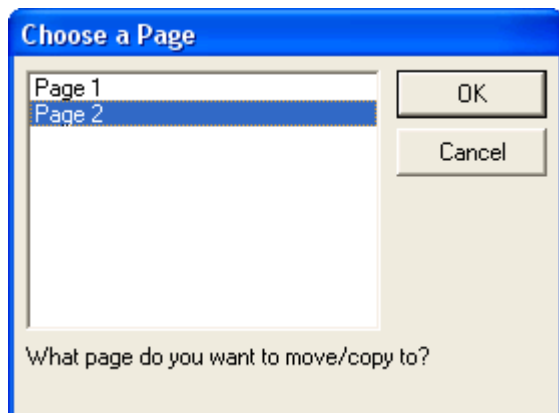 Choose a Page
Page 1
Page 2
OK
Cancel
What page do you want to move/copy to?